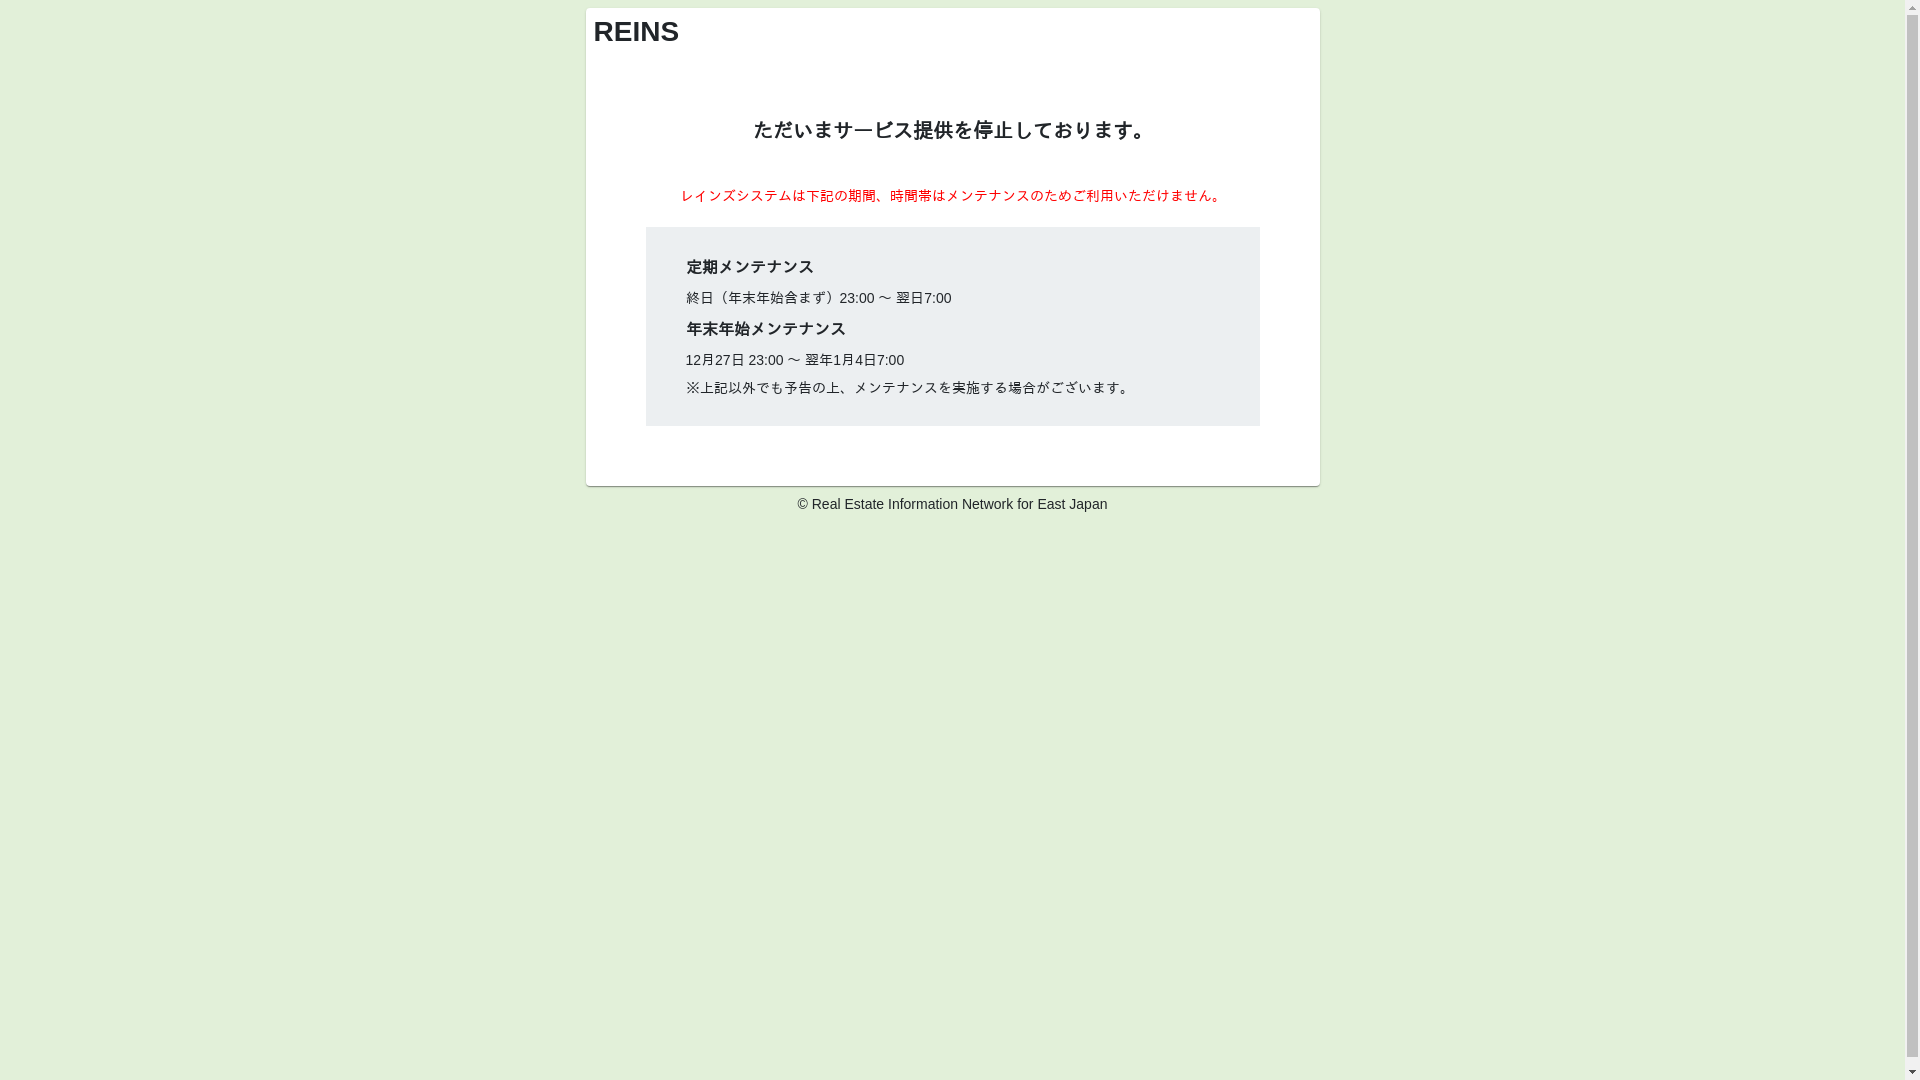 REINS
ただいまサービス提供を停止しております。
レインズシステムは下記の期間、時間帯はメンテナンスのためご利用いただけません。
定期メンテナンス
終日（年末年始含まず）23:00 ～ 翌日7:00
年末年始メンテナンス
12月27日 23:00 ～ 翌年1月4日7:00
※上記以外でも予告の上、メンテナンスを実施する場合がございます。
© Real Estate Information Network for East Japan